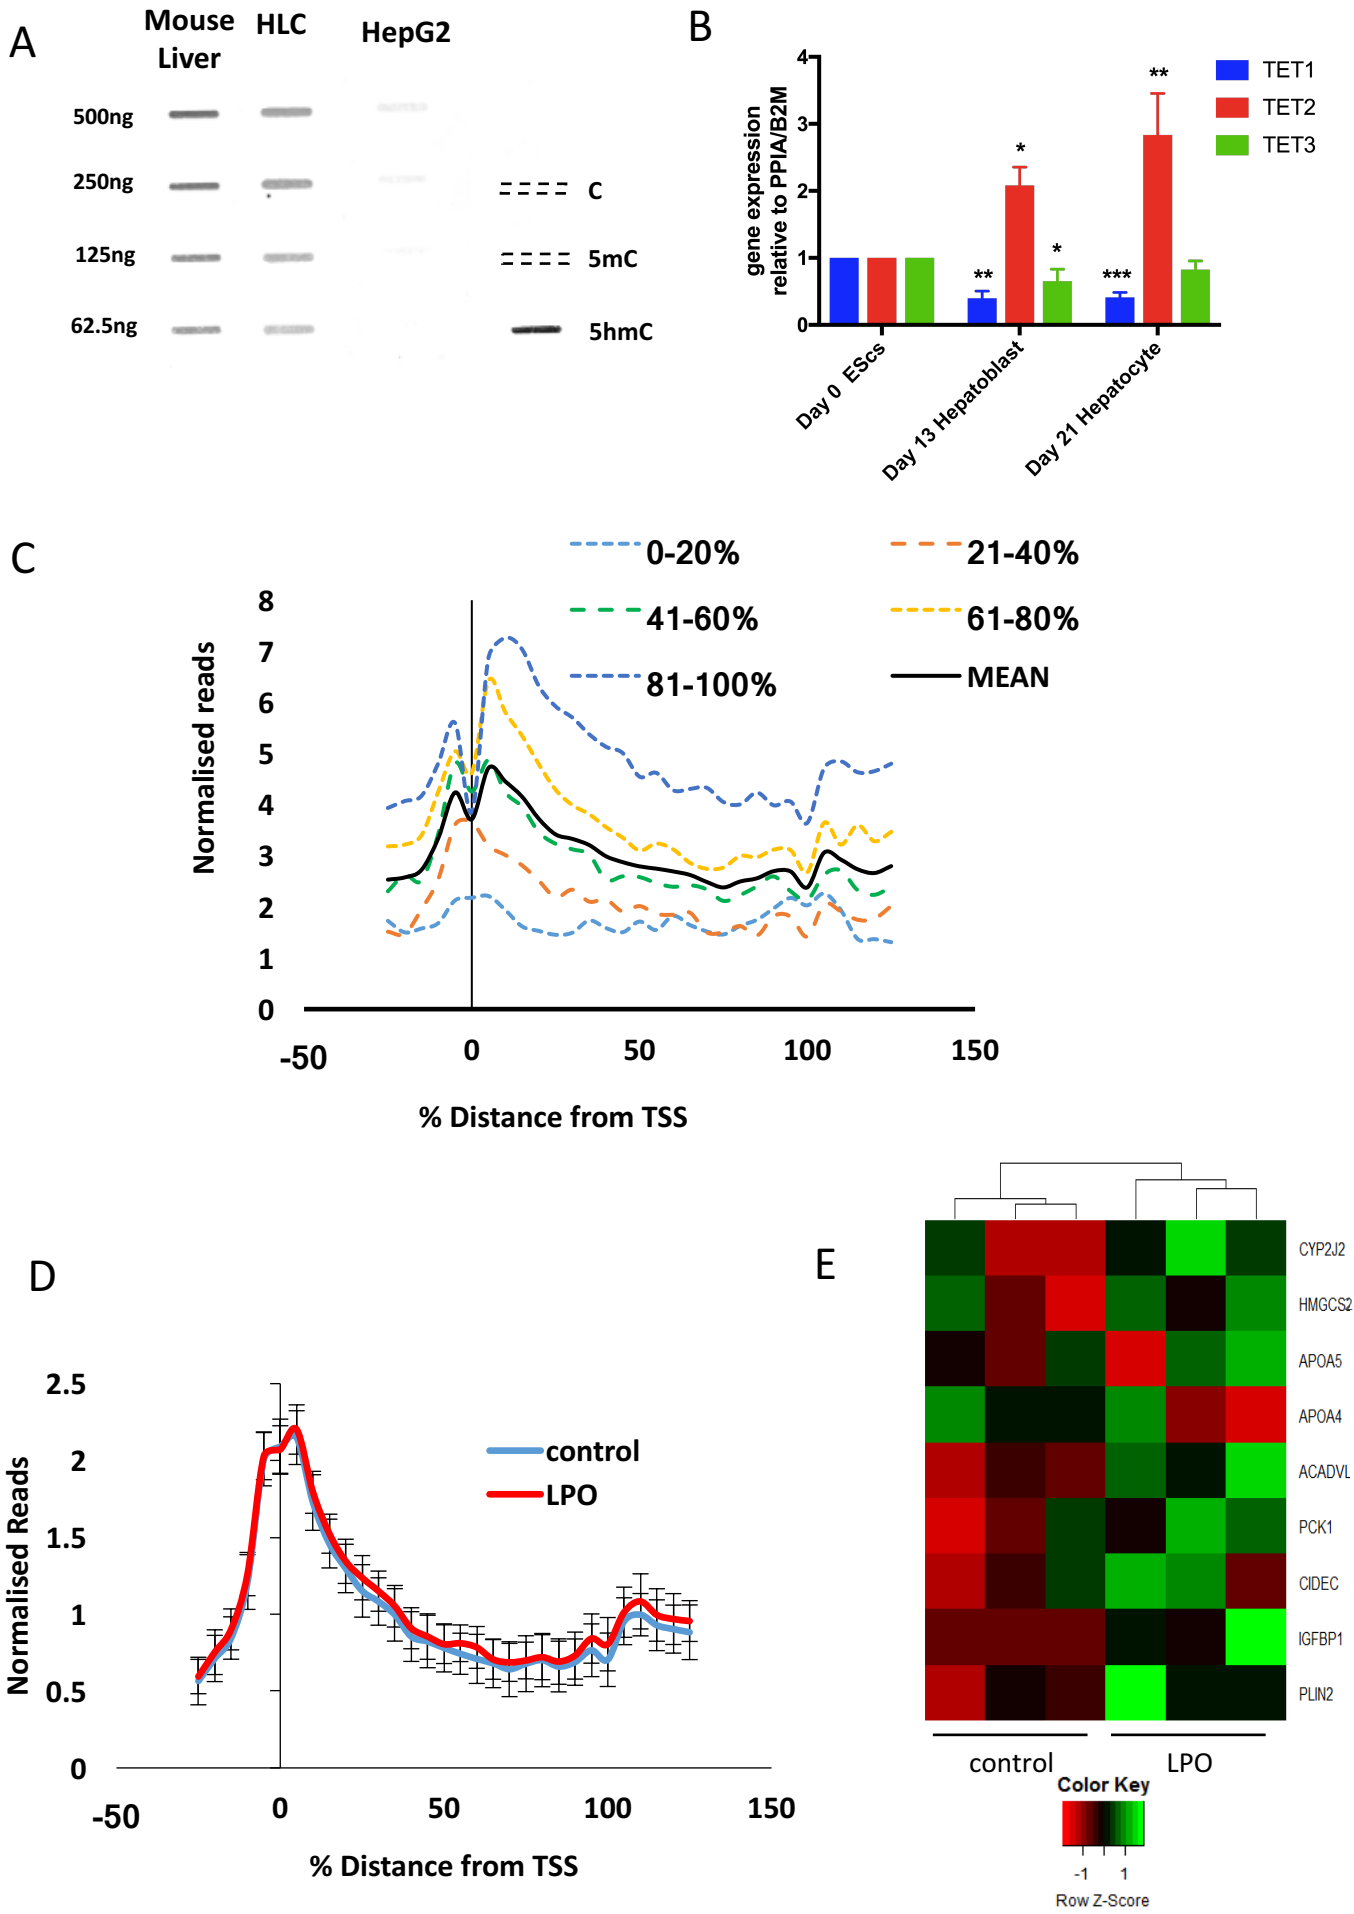 A
Mouse
Liver
HLC
HepG2
500ng
250ng
125ng
62.5ng
C
5mC
5hmC
B
gene expression
relative to PPIA/B2M
4
3
2
1
0
**
*
*
***
**
Day 0 EScs
Day 13 Hepatoblast
Day 21 Hepatocyte
TET1
TET2
TET3
C
0-20%
21-40%
41-60%
61-80%
81-100%
MEAN
Normalised reads
8
7
6
5
4
3
2
1
0
-50
0
50
100
150
% Distance from TSS
D
Normalised Reads
2.5
2
1.5
1
0.5
0
control
LPO
-50
0
50
100
150
% Distance from TSS
E
CYP2J2
HMGCS2
APOA5
APOA4
ACADVL
PCK1
CIDEC
IGFBP1
PLIN2
control
LPO
Color Key
-1
1
Row Z-Score